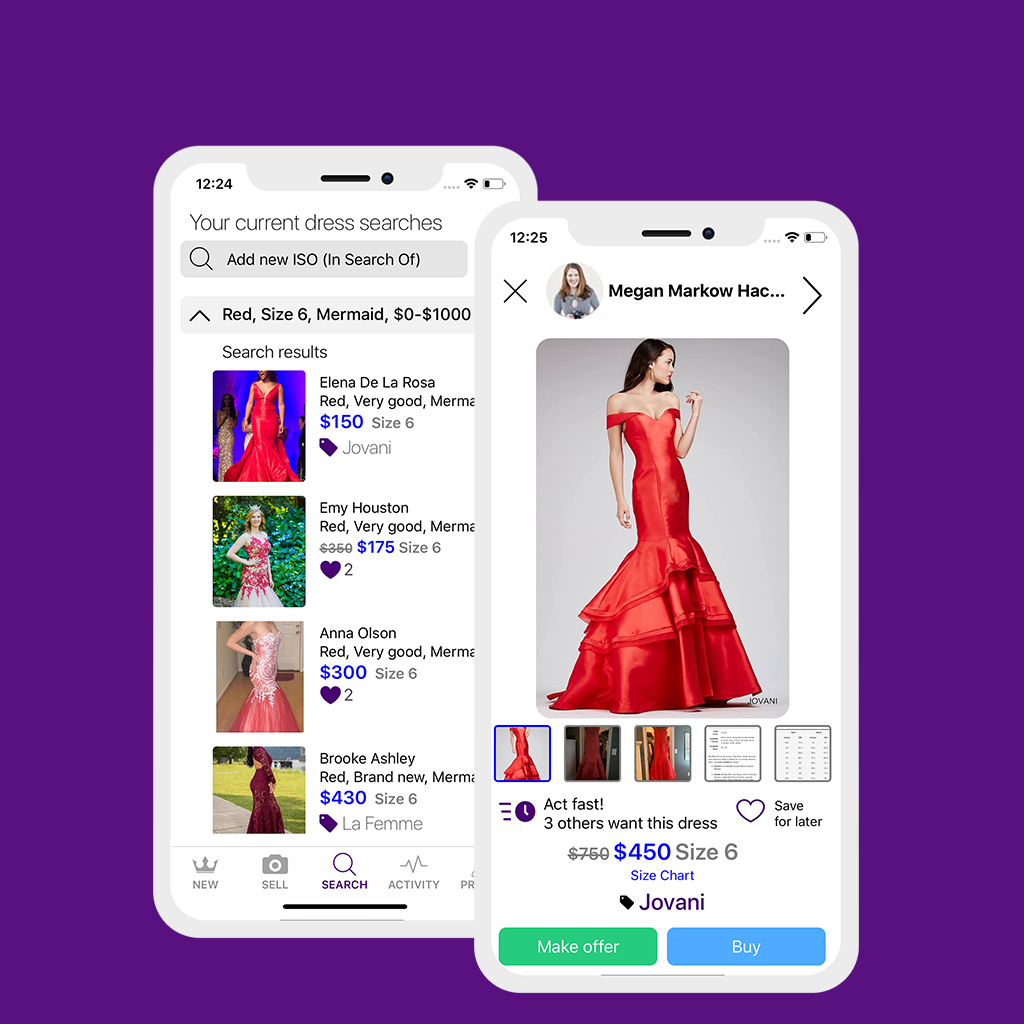 12:24
Your current dress searches
Add new ISO (In Search Of)
Red, Size 6, Mermaid, $0-$1000
Search results
Elena De La Rosa
Red, Very good, Merma
$150 Size 6
Jovani
Emy Houston
Red, Very good, Merma
$350 $175 Size 6
2
Anna Olson
Red, Very good, Merma
$300 Size 6
2
Brooke Ashley
Red, Brand new, Merma
$430 Size 6
La Femme
NEW
SELL
SEARCH
ACTIVITY
PR
12:25
Megan Markow Hac...
JOVANI
Act fast!
3 others want this dress
Save
for later
$750 $450 Size 6
Size Chart
Jovani
Make offer
Buy